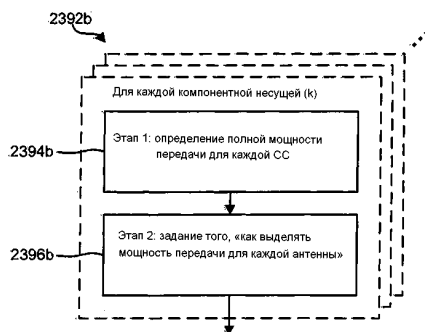 2392b
Для каждой компонентной несущей (k)
2394b
Этап 1: определение полной мощности
передачи для каждой CC
2396b
Этап 2: задание того, «как выделять
мощность передачи для каждой антенны»